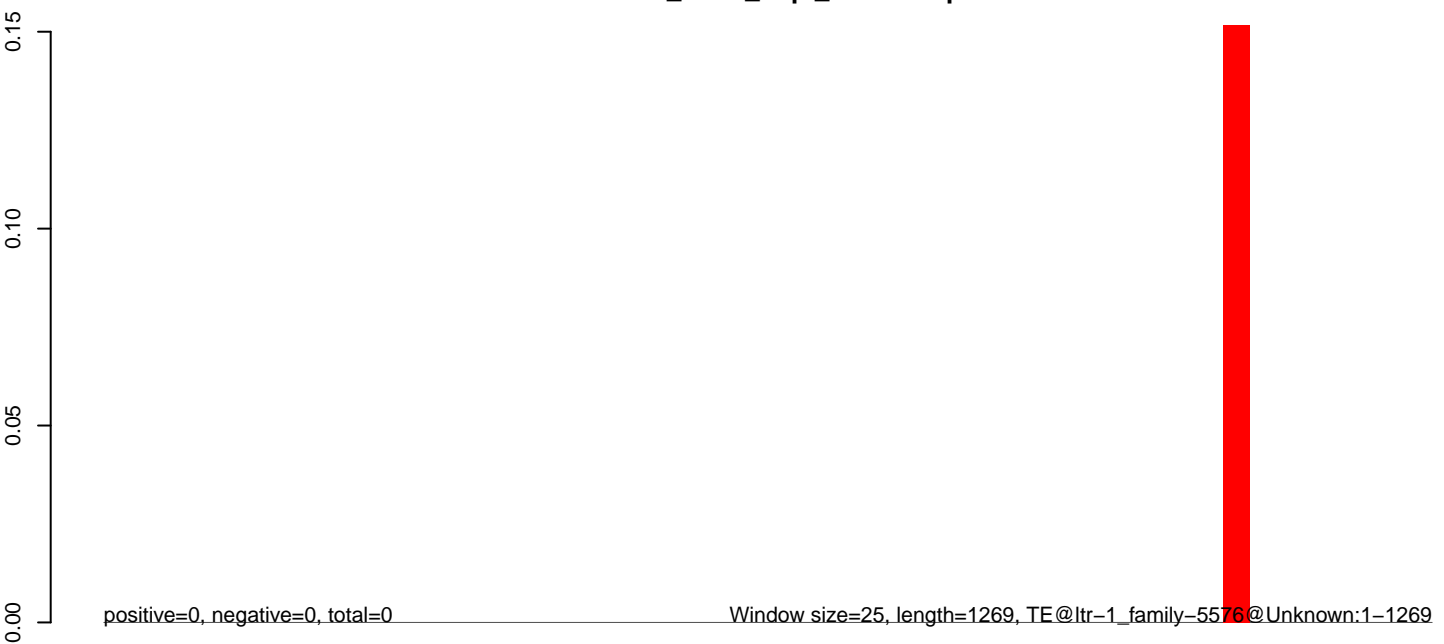 0.15
0.10
0.05
0.00
positive=0, negative=0, total=0
Window size=25, length=1269, TE@ltr−1_family−5576@Unknown:1−1269